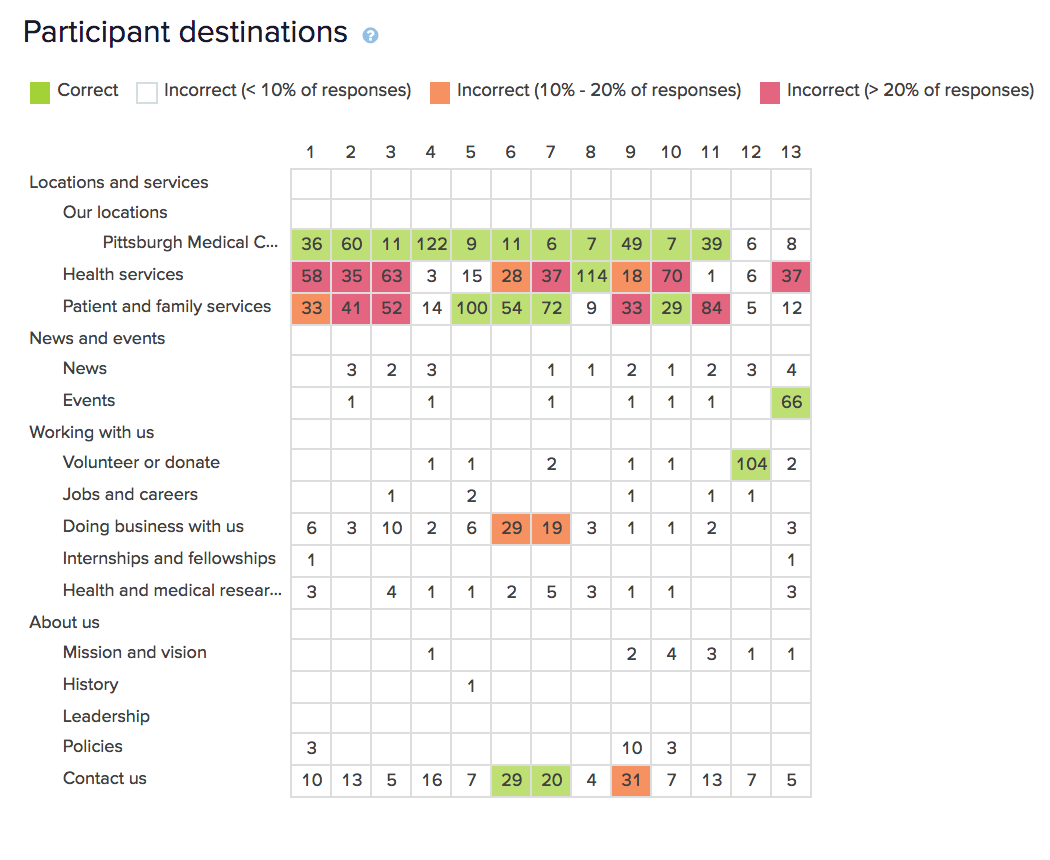 Participant destinations ?
Correct Incorrect (< 10% of responses) Incorrect (10% - 20% of responses) Incorrect (> 20% of responses)
1 2 3 4 5 6 7 8 9 10 11 12 13
Locations and services
Our locations
Pittsburgh Medical C... 36 60 11 122 9 11 6 7 49 7 39 6 8
Health services 58 35 63 3 15 28 37 114 18 70 1 6 37
Patient and family services 33 41 52 14 100 54 72 9 33 29 84 5 12
News and events
News 3 2 3 1 1 2 1 2 3 4
Events 1 1 1 1 1 1 66
Working with us
Volunteer or donate 1 1 2 1 1 104 2
Jobs and careers 1 2 1 1 1
Doing business with us 6 3 10 2 6 29 19 3 1 1 2 3
Internships and fellowships 1 1
Health and medical resear... 3 4 1 1 2 5 3 1 1 3
About us
Mission and vision 1 2 4 3 1 1
History 1
Leadership
Policies 3 10 3
Contact us 10 13 5 16 7 29 20 4 31 7 13 7 5